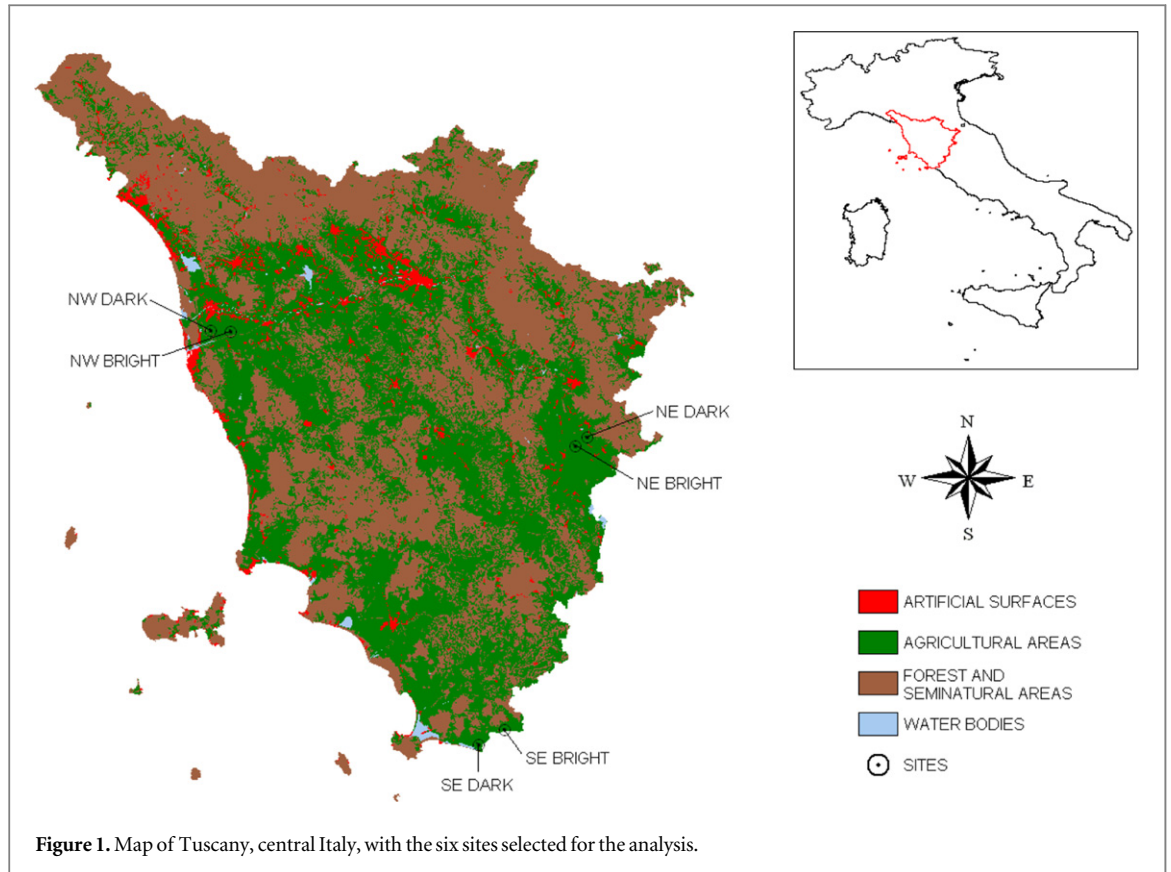 NW DARK
NW BRIGHT
NE DARK
NE BRIGHT
SE BRIGHT
SE DARK
N
W
E
S
ARTIFICIAL SURFACES
AGRICULTURAL AREAS
FOREST AND
SEMINATURAL AREAS
WATER BODIES
SITES
Figure 1. Map of Tuscany, central Italy, with the six sites selected for the analysis.